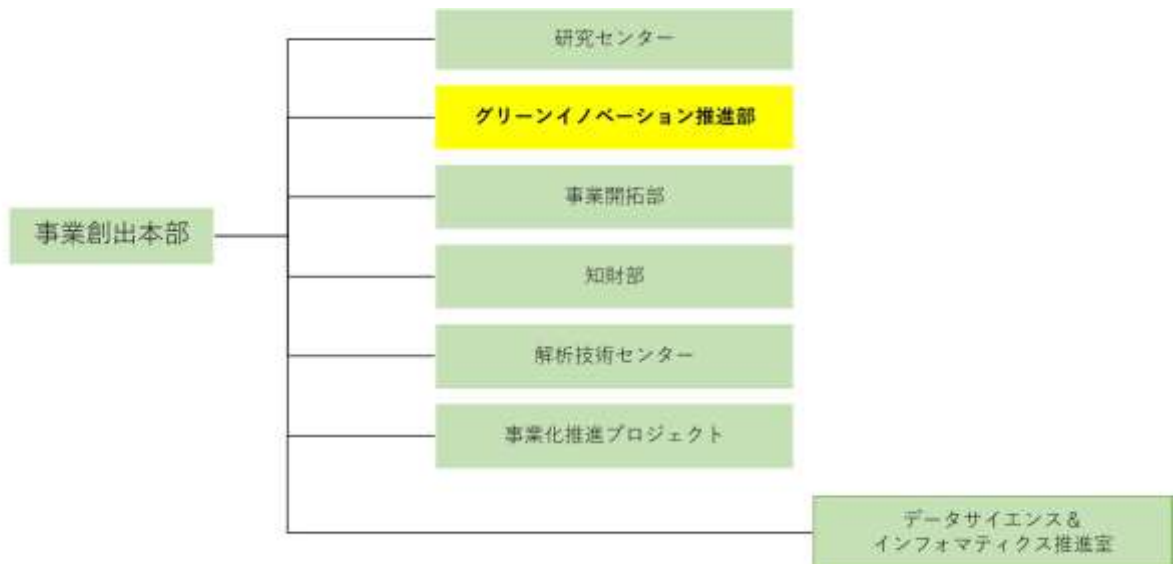 研究センター
グリーンイノベーション推進部
事業開拓部
事業創出本部
知財部
解析技術センター
事業化推進プロジェクト
データサイエンス＆
インフォマティクス推進室